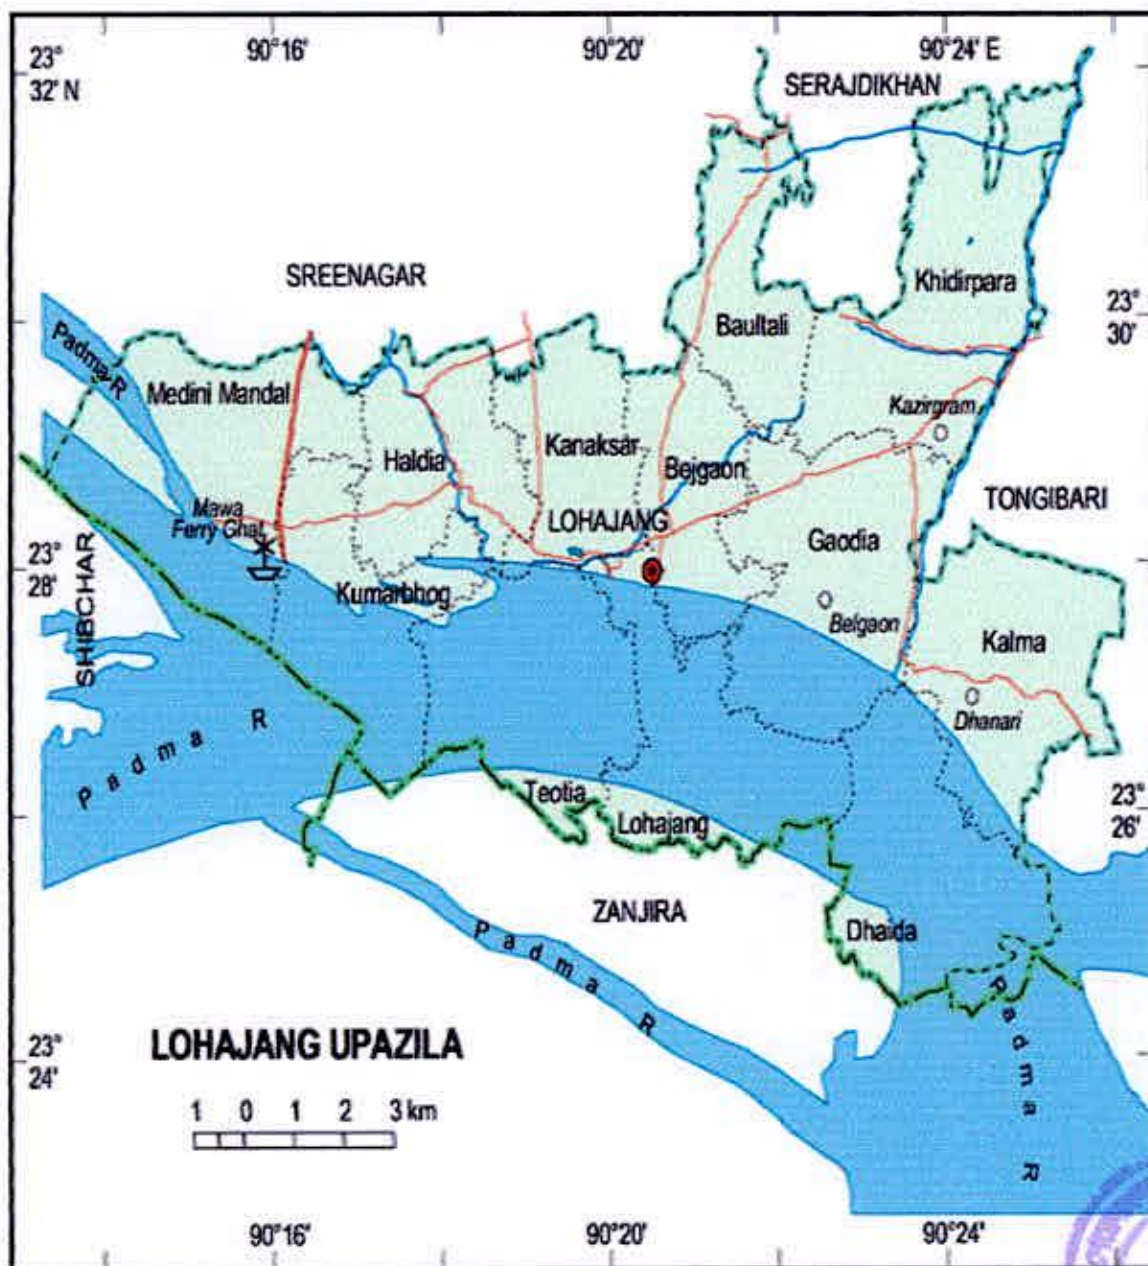 90°16'
90°20'
90°24' E
23°
32' N
SERAJDIKHAN
SREENAGAR
Khidirpara
Baultali
23°
30'
Padma R
Medini Mandal
Kazirgram
Haldia
Kanaksar
Bejgaon
TONGIBARI
Mawa
Ferry Ghat
LOHAJANG
Gaodia
23°
28'
SHIBCHAR
Kumarbhog
Belgaon
Kalma
Dhanari
Padma R
Teotia
Lohajang
23°
26'
ZANJIRA
Dhaida
Padma R
Padma R
LOHAJANG UPAZILA
23°
24'
1 0 1 2 3 km
90°16'
90°20'
90°24'